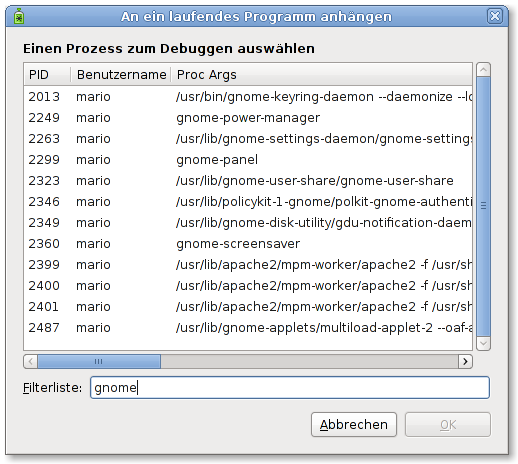 An ein laufendes Programm anhängen
Einen Prozess zum Debuggen auswählen
PID Benutzername Proc Args
2013 mario /usr/bin/gnome-keyring-daemon --daemonize --lo
2249 mario gnome-power-manager
2263 mario /usr/lib/gnome-settings-daemon/gnome-settings
2299 mario gnome-panel
2323 mario /usr/lib/gnome-user-share/gnome-user-share
2346 mario /usr/lib/policykit-1-gnome/polkit-gnome-authenti
2349 mario /usr/lib/gnome-disk-utility/gdu-notification-daem
2360 mario gnome-screensaver
2399 mario /usr/lib/apache2/mpm-worker/apache2 -f /usr/sh
2400 mario /usr/lib/apache2/mpm-worker/apache2 -f /usr/sh
2401 mario /usr/lib/apache2/mpm-worker/apache2 -f /usr/sh
2487 mario /usr/lib/gnome-applets/multiload-applet-2 --oaf-a
Filterliste: gnome
Abbrechen OK